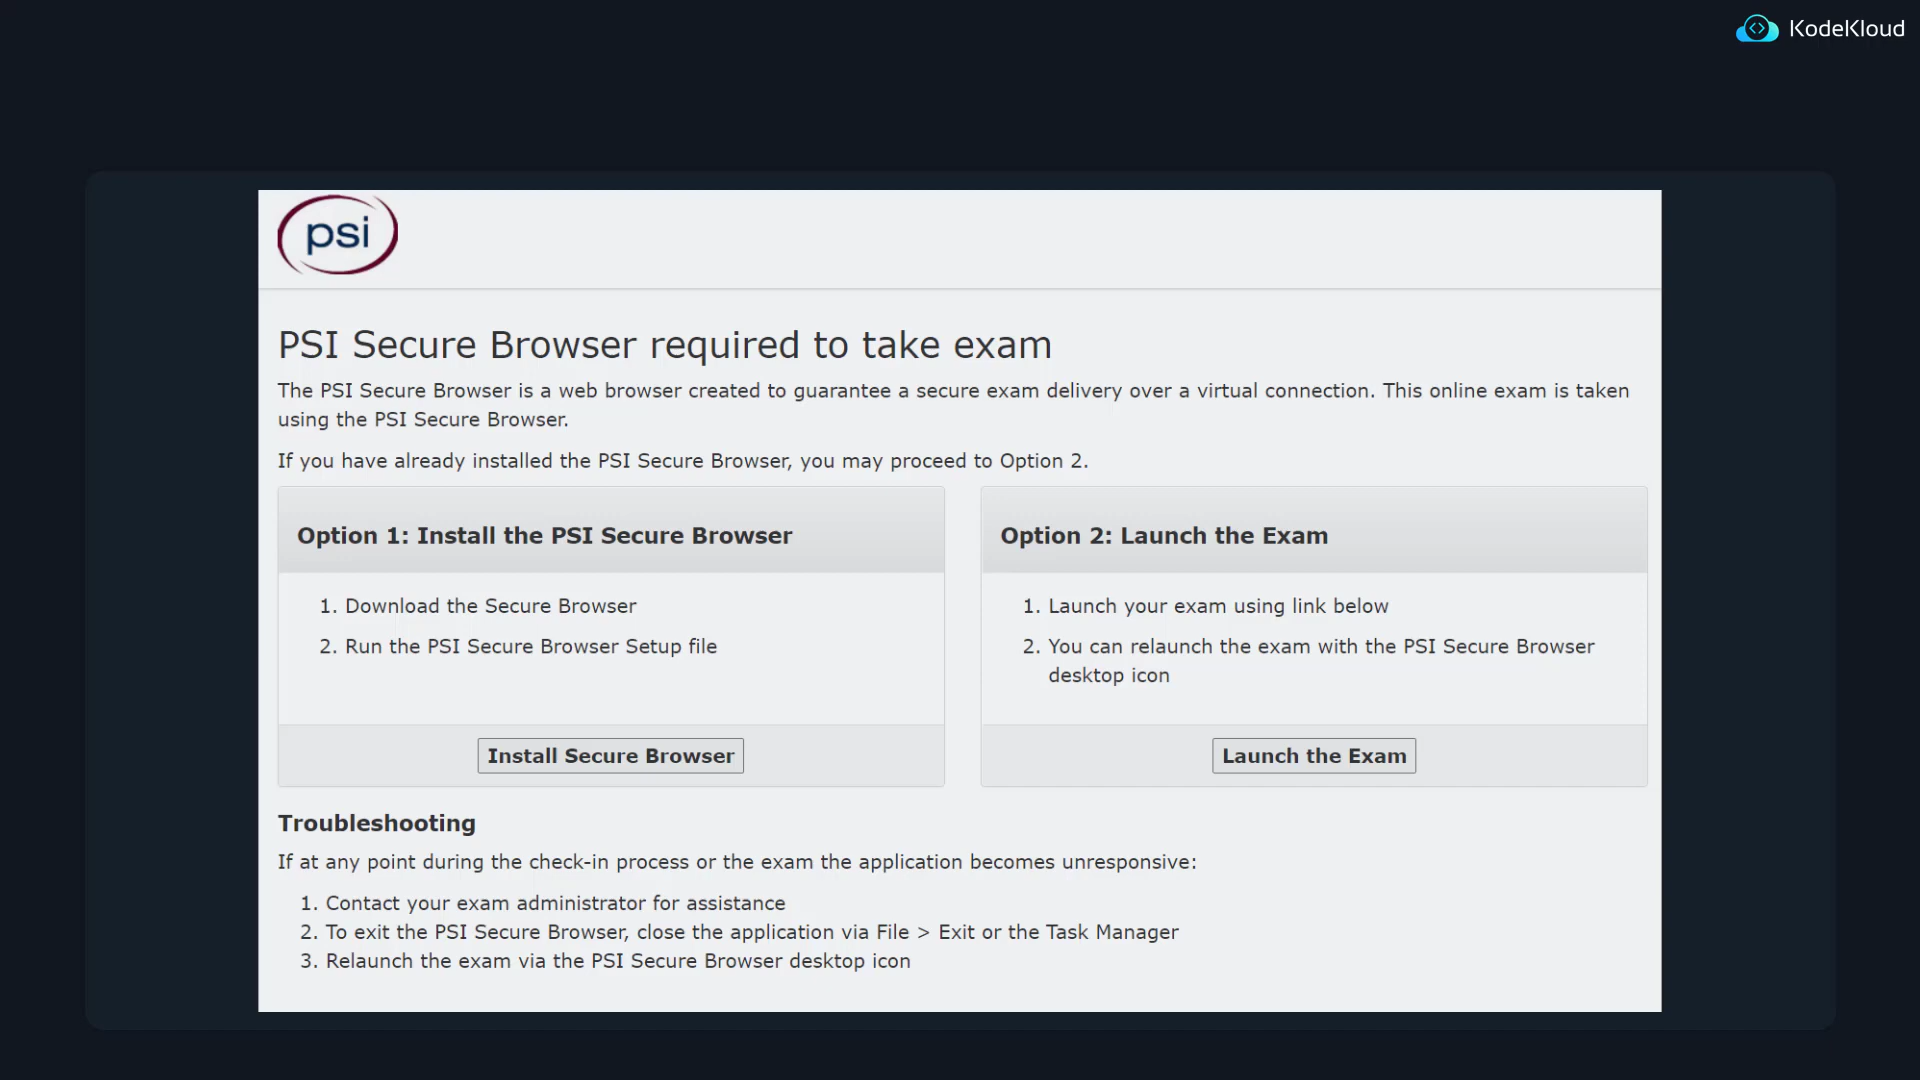 KodeKloud
psi
PSI Secure Browser required to take exam
The PSI Secure Browser is a web browser created to guarantee a secure exam delivery over a virtual connection. This online exam is taken
using the PSI Secure Browser.
If you have already installed the PSI Secure Browser, you may proceed to Option 2.
Option 1: Install the PSI Secure Browser
1. Download the Secure Browser
2. Run the PSI Secure Browser Setup file
Install Secure Browser
Option 2: Launch the Exam
1. Launch your exam using link below
2. You can relaunch the exam with the PSI Secure Browser
desktop icon
Launch the Exam
Troubleshooting
If at any point during the check-in process or the exam the application becomes unresponsive:
1. Contact your exam administrator for assistance
2. To exit the PSI Secure Browser, close the application via File > Exit or the Task Manager
3. Relaunch the exam via the PSI Secure Browser desktop icon